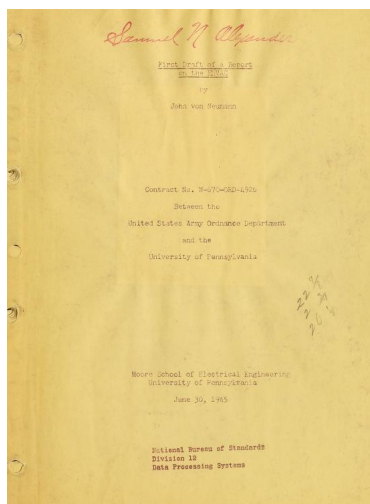 Samuel N Alexander
First Draft of a Report
on the EDVAC
by
John von Neumann
Contract No. W-670-ORD-4926
Between the
United States Army Ordnance Department
and the
University of Pennsylvania
Moore School of Electrical Engineering
University of Pennsylvania
June 30, 1945
National Bureau of Standards
Division 12
Data Processing Systems